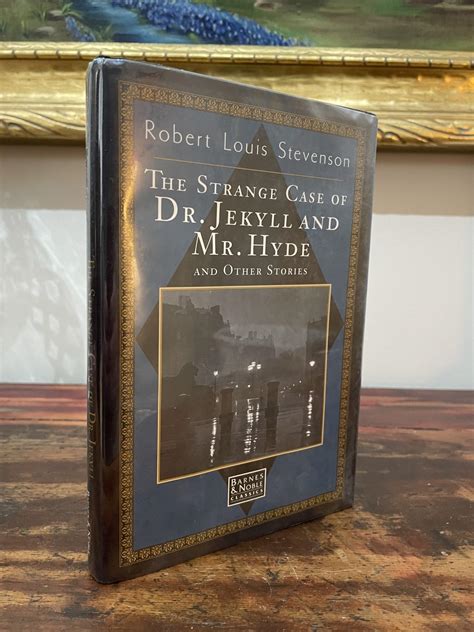 Robert Louis Stevenson
The Strange Case of
Dr. Jekyll and
Mr. Hyde
and Other Stories
Barnes
& Noble
Classics